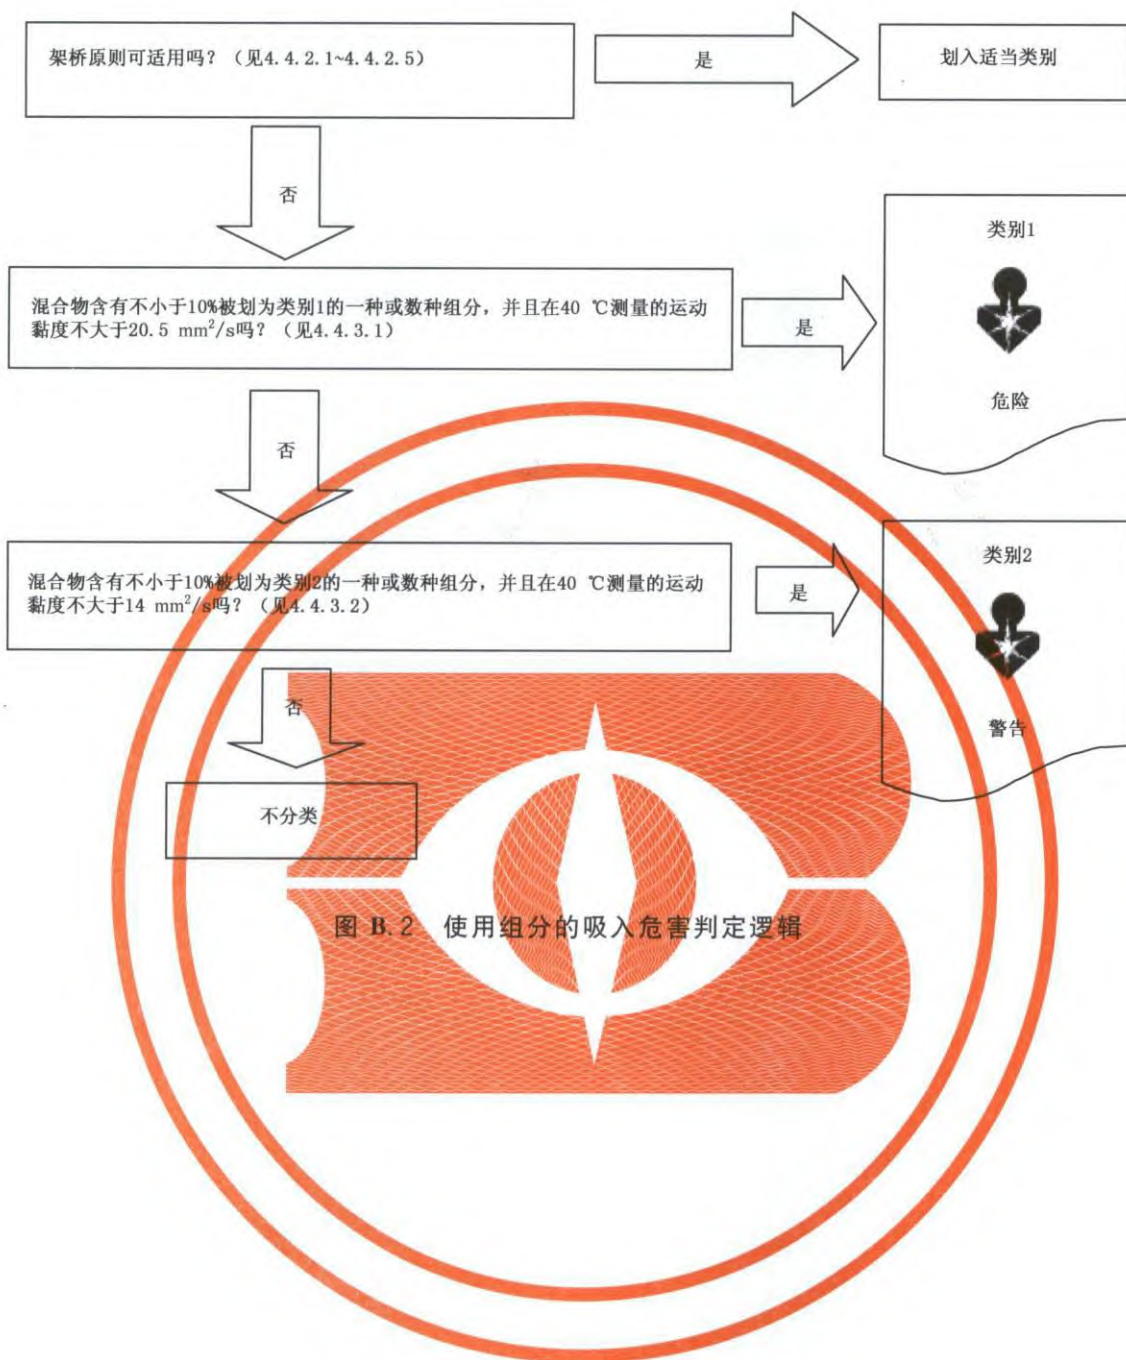 架桥原则可适用吗？（见4.4.2.1~4.4.2.5）
是
划入适当类别
否
混合物含有不小于10%被划为类别1的一种或数种组分，并且在40 ℃测量的运动
黏度不大于20.5 mm²/s吗？（见4.4.3.1）
是
类别1
危险
否
混合物含有不小于10%被划为类别2的一种或数种组分，并且在40 ℃测量的运动
黏度不大于14 mm²/s吗？（见4.4.3.2）
是
类别2
警告
否
不分类
图 B.2 使用组分的吸入危害判定逻辑